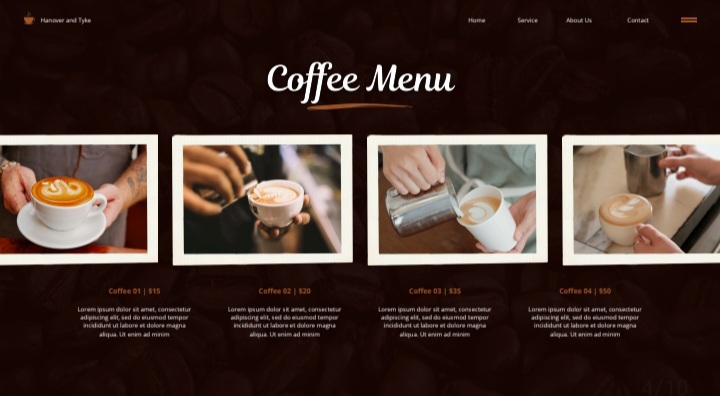 Hanover and Tyke
Home Service About Us Contact
Coffee Menu
Coffee 01 | $15
Lorem ipsum dolor sit amet, consectetur
adipiscing elit, sed do eiusmod tempor
incididunt ut labore et dolore magna
aliqua. Ut enim ad minim
Coffee 02 | $20
Lorem ipsum dolor sit amet, consectetur
adipiscing elit, sed do eiusmod tempor
incididunt ut labore et dolore magna
aliqua. Ut enim ad minim
Coffee 03 | $35
Lorem ipsum dolor sit amet, consectetur
adipiscing elit, sed do eiusmod tempor
incididunt ut labore et dolore magna
aliqua. Ut enim ad minim
Coffee 04 | $50
Lorem ipsum dolor sit amet, consectetur
adipiscing elit, sed do eiusmod tempor
incididunt ut labore et dolore magna
aliqua. Ut enim ad minim
4/10